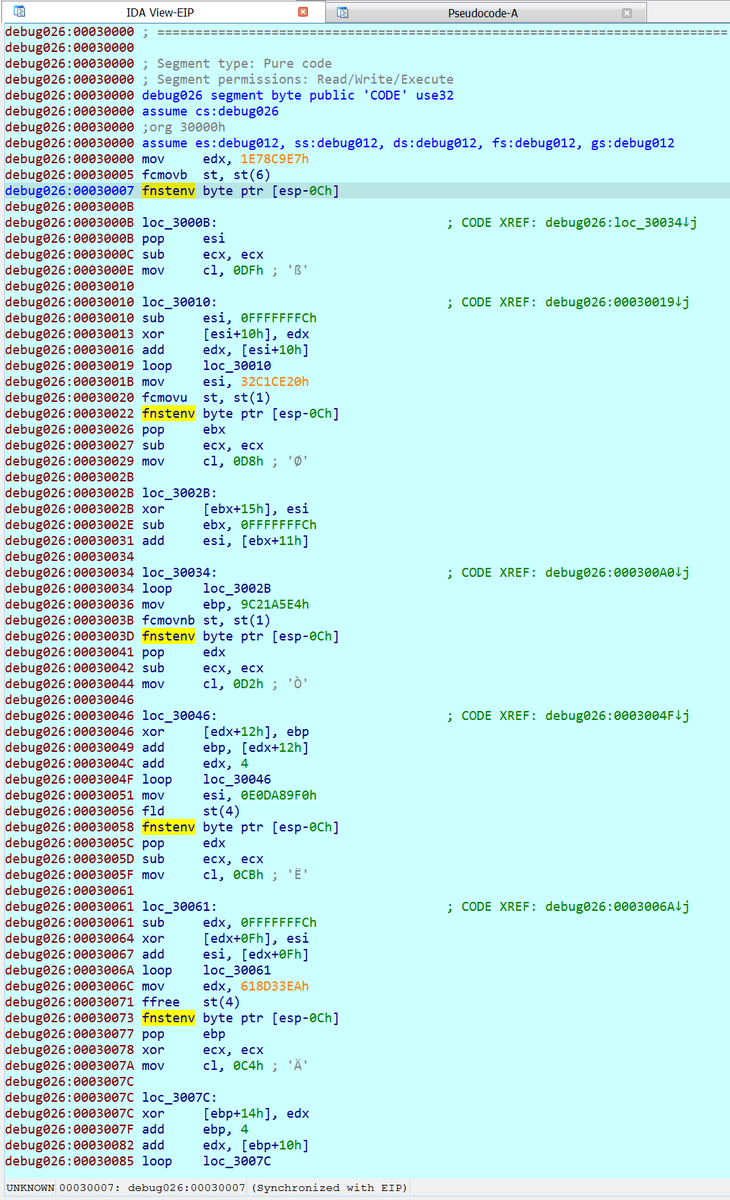 IDA View-EIP Pseudocode-A
debug026:00030000 ; ===========================================================================
debug026:00030000
debug026:00030000 ; Segment type: Pure code
debug026:00030000 ; Segment permissions: Read/Write/Execute
debug026:00030000 debug026 segment byte public 'CODE' use32
debug026:00030000 assume cs:debug026
debug026:00030000 ;org 30000h
debug026:00030000 assume es:debug012, ss:debug012, ds:debug012, fs:debug012, gs:debug012
debug026:00030000 mov edx, 1E78C9E7h
debug026:00030005 fcmovb st, st(6)
debug026:00030007 fnstenv byte ptr [esp-0Ch]
debug026:0003000B
debug026:0003000B loc_3000B: ; CODE XREF: debug026:loc_30034↓j
debug026:0003000B pop esi
debug026:0003000C sub ecx, ecx
debug026:0003000E mov cl, 0DFh ; 'ß'
debug026:00030010
debug026:00030010 loc_30010: ; CODE XREF: debug026:00030019↓j
debug026:00030010 sub esi, 0FFFFFFFCh
debug026:00030013 xor [esi+10h], edx
debug026:00030016 add edx, [esi+10h]
debug026:00030019 loop loc_30010
debug026:0003001B mov esi, 32C1CE20h
debug026:00030020 fcmovu st, st(1)
debug026:00030022 fnstenv byte ptr [esp-0Ch]
debug026:00030026 pop ebx
debug026:00030027 sub ecx, ecx
debug026:00030029 mov cl, 0D8h ; 'Ø'
debug026:0003002B
debug026:0003002B loc_3002B:
debug026:0003002B xor [ebx+15h], esi
debug026:0003002E sub ebx, 0FFFFFFFCh
debug026:00030031 add esi, [ebx+11h]
debug026:00030034
debug026:00030034 loc_30034: ; CODE XREF: debug026:000300A0↓j
debug026:00030034 loop loc_3002B
debug026:00030036 mov ebp, 9C21A5E4h
debug026:0003003B fcmovnb st, st(1)
debug026:0003003D fnstenv byte ptr [esp-0Ch]
debug026:00030041 pop edx
debug026:00030042 sub ecx, ecx
debug026:00030044 mov cl, 0D2h ; 'Ò'
debug026:00030046
debug026:00030046 loc_30046: ; CODE XREF: debug026:0003004F↓j
debug026:00030046 xor [edx+12h], ebp
debug026:00030049 add ebp, [edx+12h]
debug026:0003004C add edx, 4
debug026:0003004F loop loc_30046
debug026:00030051 mov esi, 0E0DA89F0h
debug026:00030056 fld st(4)
debug026:00030058 fnstenv byte ptr [esp-0Ch]
debug026:0003005C pop edx
debug026:0003005D sub ecx, ecx
debug026:0003005F mov cl, 0CBh ; 'Ë'
debug026:00030061
debug026:00030061 loc_30061: ; CODE XREF: debug026:0003006A↓j
debug026:00030061 sub edx, 0FFFFFFFCh
debug026:00030064 xor [edx+0Fh], esi
debug026:00030067 add esi, [edx+0Fh]
debug026:0003006A loop loc_30061
debug026:0003006C mov edx, 618D33EAh
debug026:00030071 ffree st(4)
debug026:00030073 fnstenv byte ptr [esp-0Ch]
debug026:00030077 pop ebp
debug026:00030078 xor ecx, ecx
debug026:0003007A mov cl, 0C4h ; 'Ä'
debug026:0003007C
debug026:0003007C loc_3007C:
debug026:0003007C xor [ebp+14h], edx
debug026:0003007F add ebp, 4
debug026:00030082 add edx, [ebp+10h]
debug026:00030085 loop loc_3007C
UNKNOWN 00030007: debug026:00030007 (Synchronized with EIP)